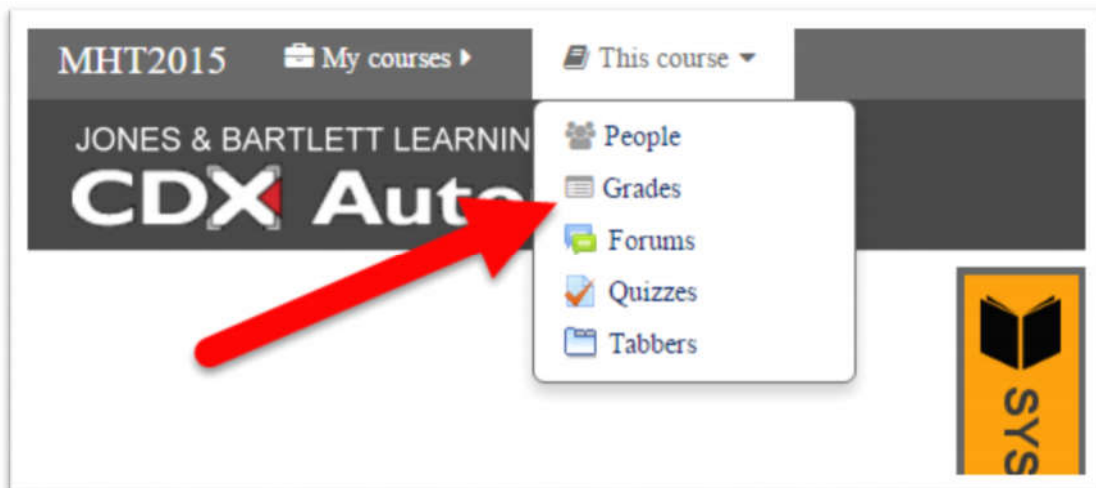 MHT2015 My courses This course
JONES & BARTLETT LEARNIN
CDX Auto
People
Grades
Forums
Quizzes
Tabbers
SYS